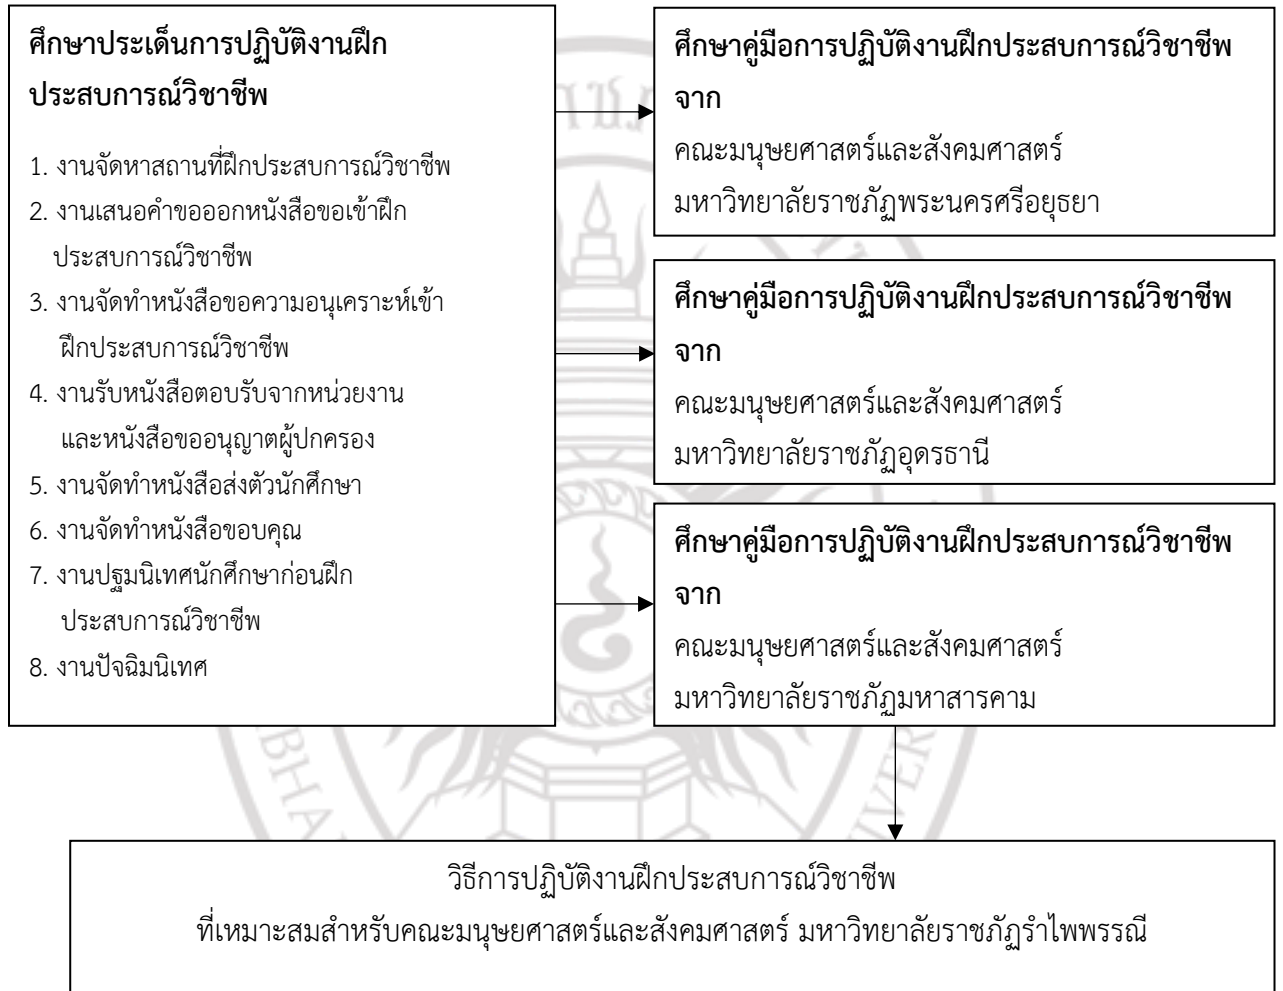 ศึกษาประเด็นการปฏิบัติงานฝึก
ประสบการณ์วิชาชีพ
1. งานจัดหาสถานที่ฝึกประสบการณ์วิชาชีพ
2. งานเสนอคำขอออกหนังสือขอเข้าฝึก
ประสบการณ์วิชาชีพ
3. งานจัดทำหนังสือขอความอนุเคราะห์เข้า
ฝึกประสบการณ์วิชาชีพ
4. งานรับหนังสือตอบรับจากหน่วยงาน
และหนังสือขออนุญาตผู้ปกครอง
5. งานจัดทำหนังสือส่งตัวนักศึกษา
6. งานจัดทำหนังสือขอบคุณ
7. งานปฐมนิเทศนักศึกษาก่อนฝึก
ประสบการณ์วิชาชีพ
8. งานปัจฉิมนิเทศ
ศึกษาคู่มือการปฏิบัติงานฝึกประสบการณ์วิชาชีพ
จาก
คณะมนุษยศาสตร์และสังคมศาสตร์
มหาวิทยาลัยราชภัฏพระนครศรีอยุธยา
ศึกษาคู่มือการปฏิบัติงานฝึกประสบการณ์วิชาชีพ
จาก
คณะมนุษยศาสตร์และสังคมศาสตร์
มหาวิทยาลัยราชภัฏอุดรธานี
ศึกษาคู่มือการปฏิบัติงานฝึกประสบการณ์วิชาชีพ
จาก
คณะมนุษยศาสตร์และสังคมศาสตร์
มหาวิทยาลัยราชภัฏมหาสารคาม
วิธีการปฏิบัติงานฝึกประสบการณ์วิชาชีพ
ที่เหมาะสมสำหรับคณะมนุษยศาสตร์และสังคมศาสตร์ มหาวิทยาลัยราชภัฏรำไพพรรณี